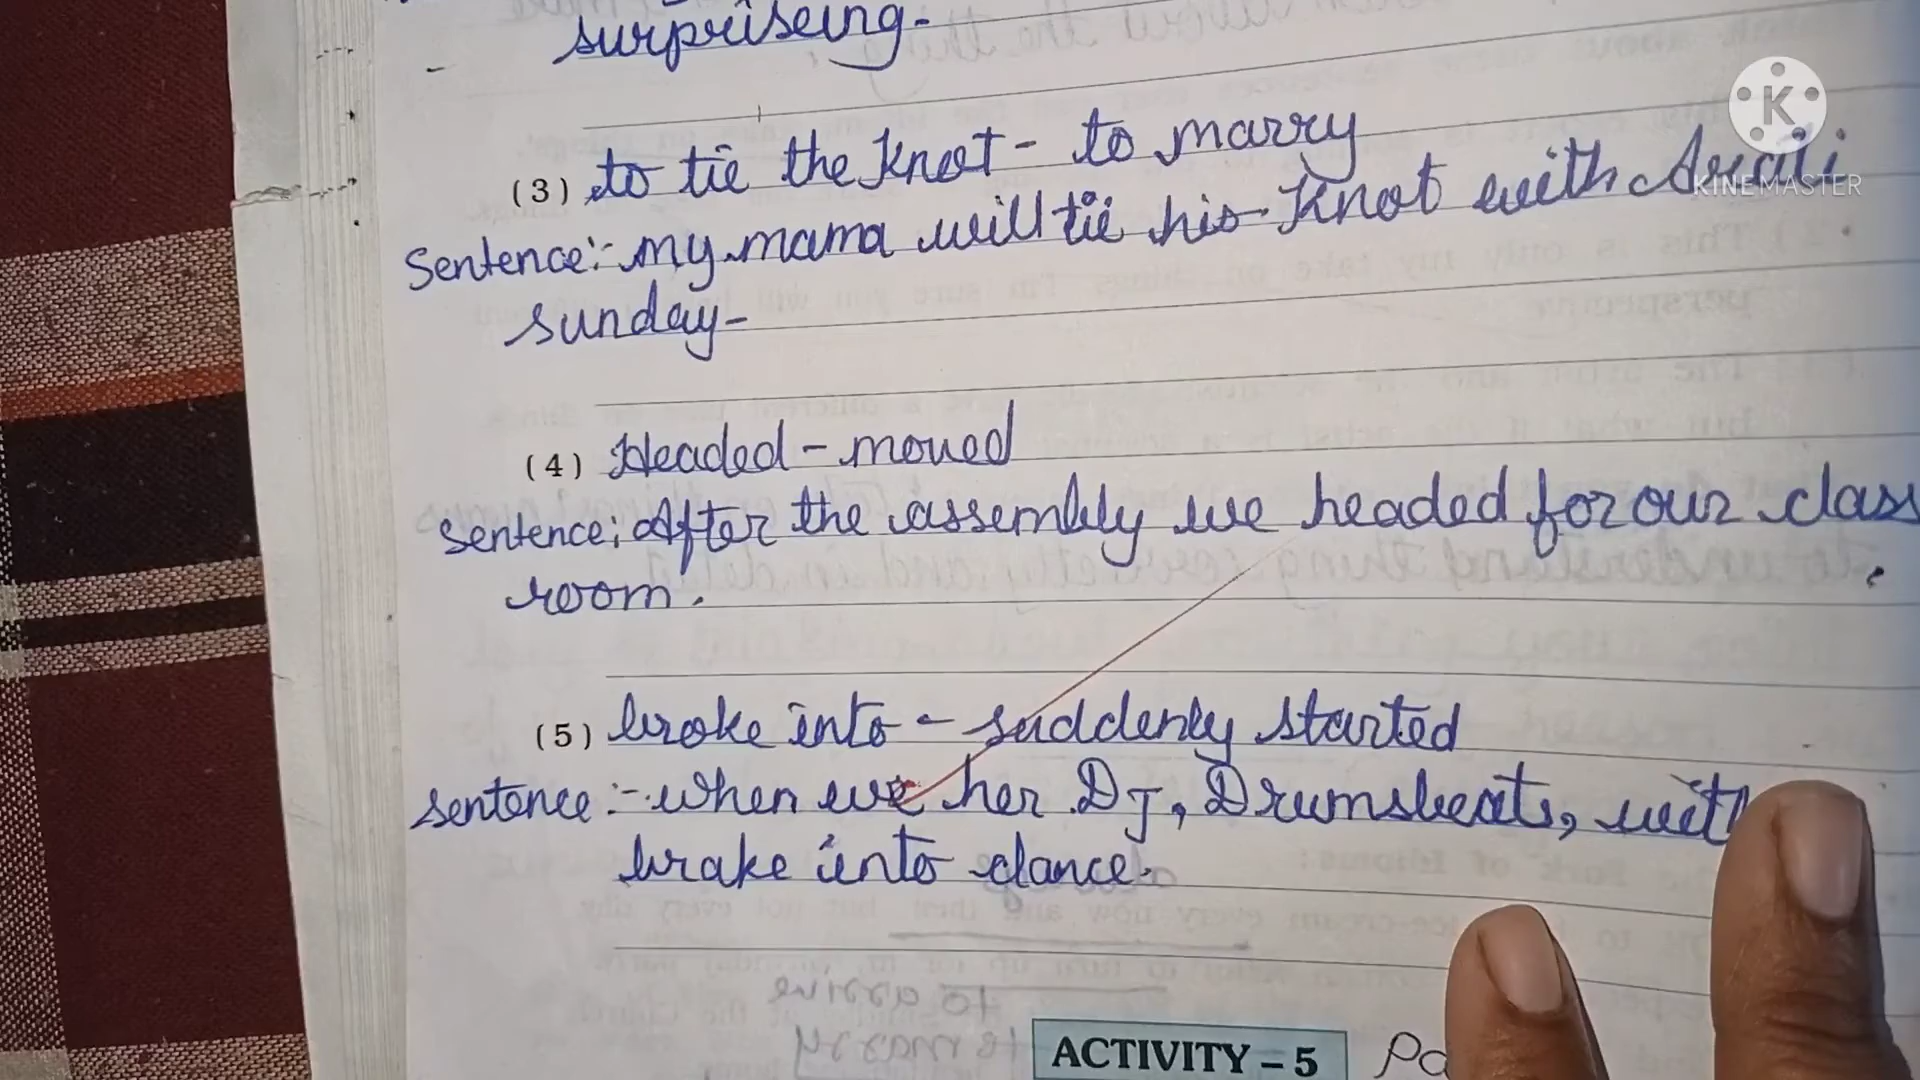 surpriseing-
(3) to tie the Knot - to marry
K
KINEMASTER
Sentence:- my mama will tie his Knot with
sunday-
(4) Headed - moved
sentence: After the assembly we headed for our class
room.
(5) broke into - suddenly started
sentence :- when we her DJ, Drumsbeats,
brake into dance.
ACTIVITY - 5